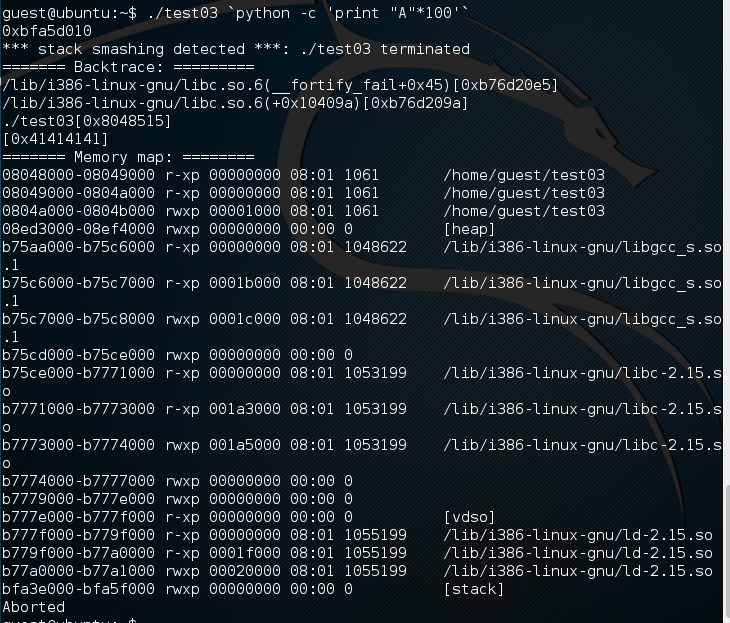 guest@ubuntu:~$ ./test03 `python -c 'print "A"*100'`
0xbfa5d010
*** stack smashing detected ***: ./test03 terminated
======= Backtrace: =========
/lib/i386-linux-gnu/libc.so.6(__fortify_fail+0x45)[0xb76d20e5]
/lib/i386-linux-gnu/libc.so.6(+0x10409a)[0xb76d209a]
./test03[0x8048515]
[0x41414141]
======= Memory map: ========
08048000-08049000 r-xp 00000000 08:01 1061       /home/guest/test03
08049000-0804a000 r-xp 00000000 08:01 1061       /home/guest/test03
0804a000-0804b000 rwxp 00001000 08:01 1061       /home/guest/test03
08ed3000-08ef4000 rwxp 00000000 00:00 0          [heap]
b75aa000-b75c6000 r-xp 00000000 08:01 1048622    /lib/i386-linux-gnu/libgcc_s.so
.1
b75c6000-b75c7000 r-xp 0001b000 08:01 1048622    /lib/i386-linux-gnu/libgcc_s.so
.1
b75c7000-b75c8000 rwxp 0001c000 08:01 1048622    /lib/i386-linux-gnu/libgcc_s.so
.1
b75cd000-b75ce000 rwxp 00000000 00:00 0
b75ce000-b7771000 r-xp 00000000 08:01 1053199    /lib/i386-linux-gnu/libc-2.15.s
o
b7771000-b7773000 r-xp 001a3000 08:01 1053199    /lib/i386-linux-gnu/libc-2.15.s
o
b7773000-b7774000 rwxp 001a5000 08:01 1053199    /lib/i386-linux-gnu/libc-2.15.s
o
b7774000-b7777000 rwxp 00000000 00:00 0
b7779000-b777e000 rwxp 00000000 00:00 0
b777e000-b777f000 r-xp 00000000 00:00 0          [vdso]
b777f000-b779f000 r-xp 00000000 08:01 1055199    /lib/i386-linux-gnu/ld-2.15.so
b779f000-b77a0000 r-xp 0001f000 08:01 1055199    /lib/i386-linux-gnu/ld-2.15.so
b77a0000-b77a1000 rwxp 00020000 08:01 1055199    /lib/i386-linux-gnu/ld-2.15.so
bfa3e000-bfa5f000 rwxp 00000000 00:00 0          [stack]
Aborted
guest@ubuntu:~$